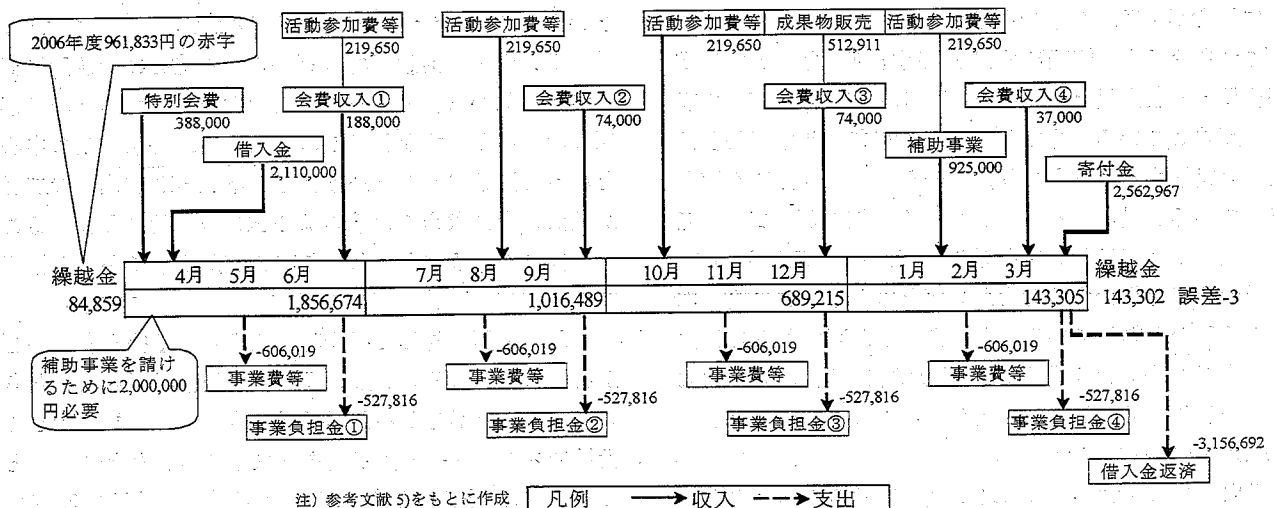 2006年度961,833円の赤字
活動参加費等
219,650
活動参加費等
219,650
活動参加費等
219,650
成果物販売
512,911
活動参加費等
219,650
特別会費
388,000
借入金
2,110,000
会費収入①
188,000
会費収入②
74,000
会費収入③
74,000
補助事業
925,000
会費収入④
37,000
寄付金
2,562,967
繰越金
84,859
4月 5月 6月
7月 8月 9月
10月 11月 12月
1月 2月 3月
1,856,674
1,016,489
689,215
143,305
繰越金
143,302 誤差-3
補助事業を請け
るために2,000,000
円必要
-606,019
事業費等
-527,816
事業負担金①
-606,019
事業費等
-527,816
事業負担金②
-606,019
事業費等
-527,816
事業負担金③
-606,019
事業費等
-527,816
事業負担金④
-3,156,692
借入金返済
注) 参考文献 5)をもとに作成
凡例 収入 支出